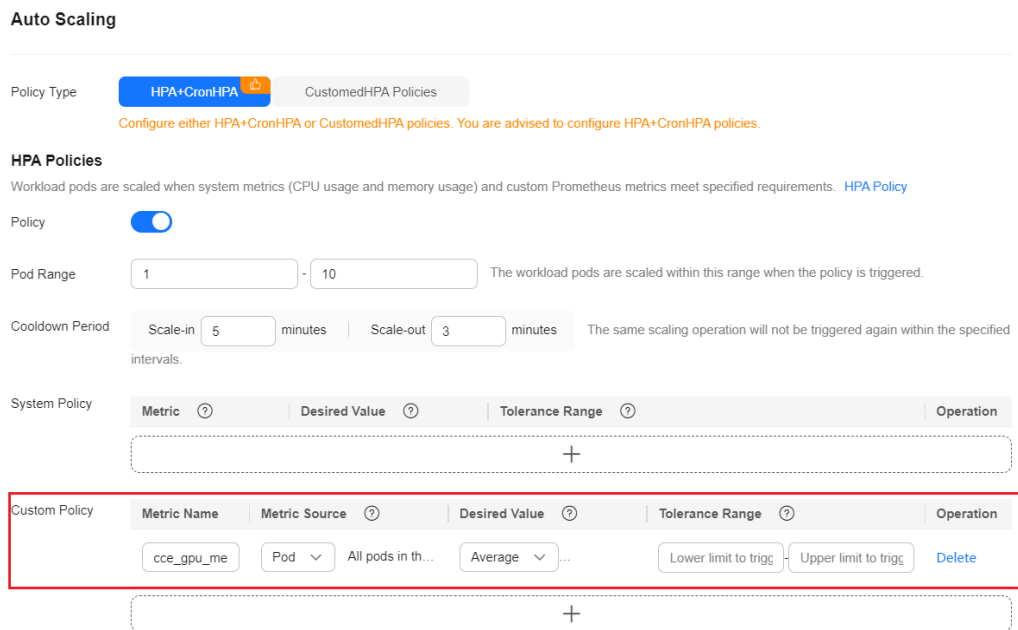 Auto Scaling
Policy Type HPA+CronHPA CustomedHPA Policies
Configure either HPA+CronHPA or CustomedHPA policies. You are advised to configure HPA+CronHPA policies.
HPA Policies
Workload pods are scaled when system metrics (CPU usage and memory usage) and custom Prometheus metrics meet specified requirements. HPA Policy
Policy
Pod Range 1 - 10 The workload pods are scaled within this range when the policy is triggered.
Cooldown Period Scale-in 5 minutes Scale-out 3 minutes The same scaling operation will not be triggered again within the specified
intervals.
System Policy Metric ? Desired Value ? Tolerance Range ? Operation
+
Custom Policy Metric Name Metric Source ? Desired Value ? Tolerance Range ? Operation
cce_gpu_me Pod All pods in th... Average ... Lower limit to trigg - Upper limit to trigg Delete
+